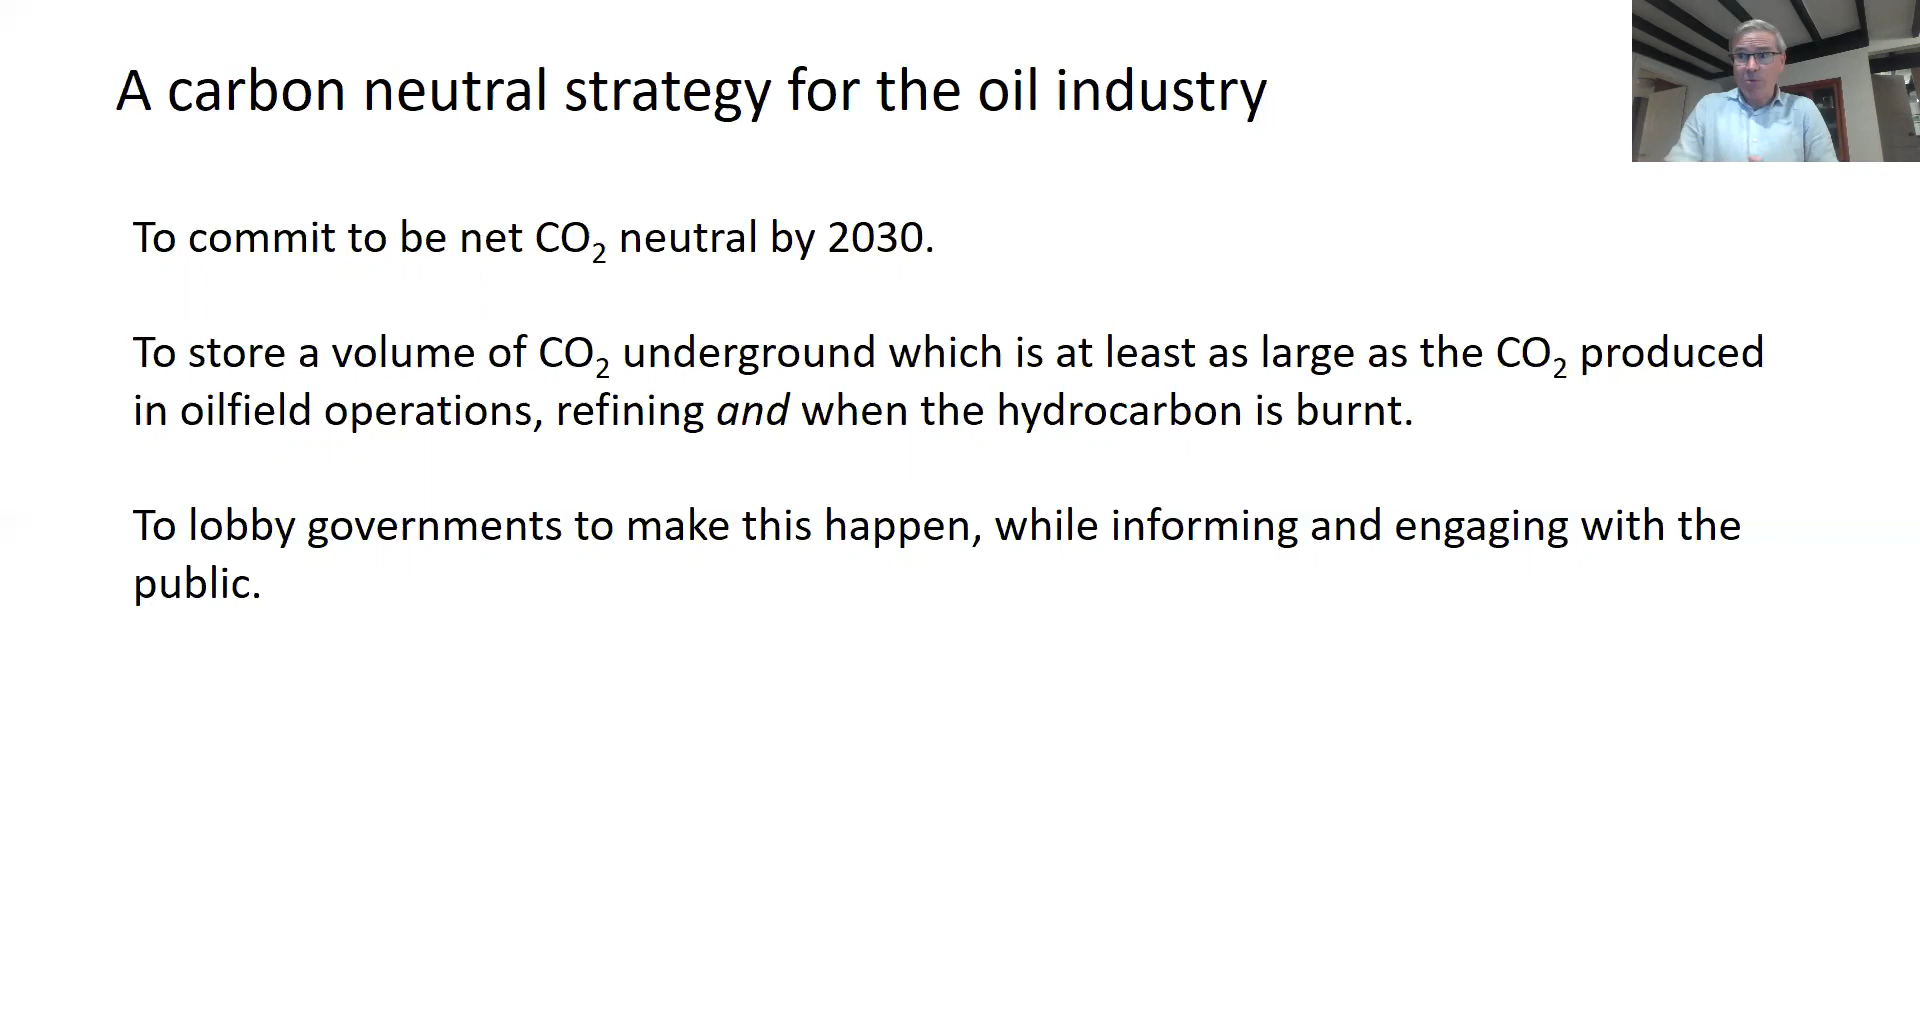 A carbon neutral strategy for the oil industry
To commit to be net CO₂ neutral by 2030.
To store a volume of CO₂ underground which is at least as large as the CO₂ produced
in oilfield operations, refining and when the hydrocarbon is burnt.
To lobby governments to make this happen, while informing and engaging with the
public.